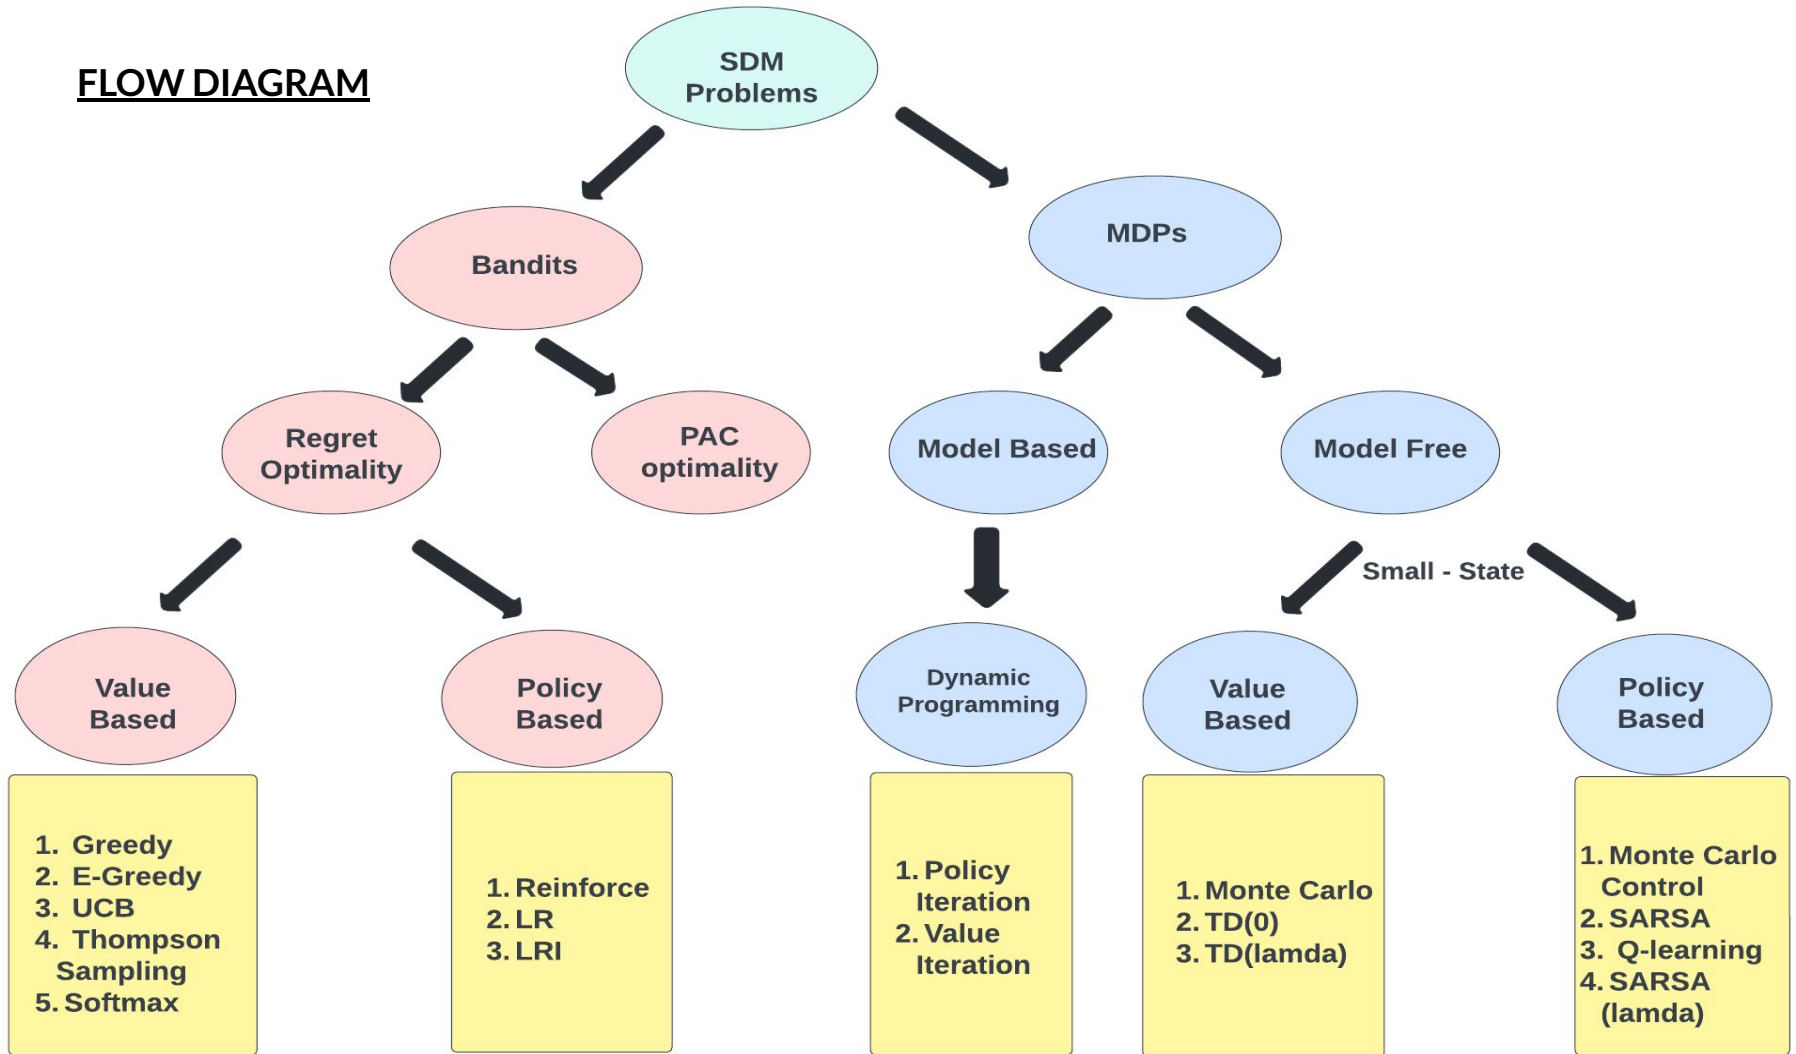 FLOW DIAGRAM
SDM
Problems
Bandits
MDPs
Regret
Optimality
PAC
optimality
Model Based
Model Free
Small - State
Value
Based
Policy
Based
Dynamic
Programming
Value
Based
Policy
Based
1. Greedy
2. E-Greedy
3. UCB
4. Thompson
Sampling
5. Softmax
1. Reinforce
2. LR
3. LRI
1. Policy
Iteration
2. Value
Iteration
1. Monte Carlo
2. TD(0)
3. TD(lamda)
1. Monte Carlo
Control
2. SARSA
3. Q-learning
4. SARSA
(lamda)